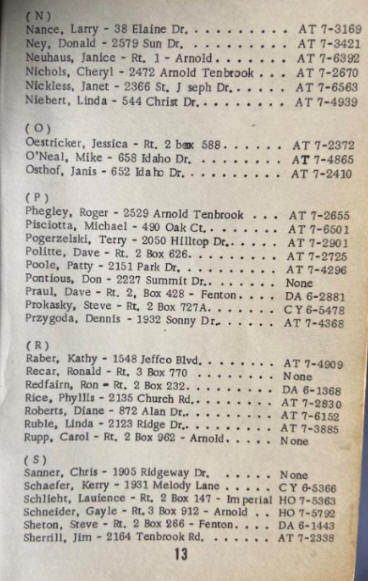 ( N )
Nance, Larry - 38 Elaine Dr. . . . . . . . . . AT 7-3169
Ney, Donald - 2579 Sun Dr. . . . . . . . . . AT 7-3421
Neuhaus, Janice - Rt. 1 - Arnold . . . . . . AT 7-6392
Nichols, Cheryl - 2472 Arnold Tenbrook . . . AT 7-2670
Nickless, Janet - 2366 St. J seph Dr. . . . . . AT 7-6563
Niebert, Linda - 544 Christ Dr. . . . . . . . . AT 7-4939
( O )
Oestricker, Jessica - Rt. 2 box 588 . . . . . . AT 7-2372
O'Neal, Mike - 658 Idaho Dr. . . . . . . . . . AT 7-4865
Osthof, Janis - 652 Idaho Dr. . . . . . . . . . AT 7-2410
( P )
Phegley, Roger - 2529 Arnold Tenbrook . . . AT 7-2655
Pisciotta, Michael - 490 Oak Ct. . . . . . . . AT 7-6501
Pogerzelski, Terry - 2050 Hilltop Dr. . . . . . AT 7-2901
Politte, Dave - Rt. 2 Box 626 . . . . . . . . . AT 7-2725
Poole, Patty - 2151 Park Dr. . . . . . . . . . AT 7-4296
Pontious, Don - 2227 Summit Dr. . . . . . . . None
Praul, Dave - Rt. 2, Box 428 - Fenton . . . . DA 6-2881
Prokasky, Steve - Rt. 2 Box 727A . . . . . . . CY 6-5478
Przygoda, Dennis - 1932 Sonny Dr. . . . . . . AT 7-4368
( R )
Raber, Kathy - 1548 Jeffco Blvd. . . . . . . . AT 7-4909
Recar, Ronald - Rt. 3 Box 770 . . . . . . . . None
Redfairn, Ron - Rt. 2 Box 232 . . . . . . . . . DA 6-1368
Rice, Phyllis - 2135 Church Rd. . . . . . . . . AT 7-2830
Roberts, Diane - 872 Alan Dr. . . . . . . . . . AT 7-6152
Ruble, Linda - 2123 Ridge Dr. . . . . . . . . . AT 7-3885
Rupp, Carol - Rt. 2 Box 962 - Arnold . . . . . None
( S )
Sanner, Chris - 1905 Ridgeway Dr. . . . . . None
Schaefer, Kerry - 1931 Melody Lane . . . . . CY 6-5366
Schlieht, Lauience - Rt. 2 Box 147 - Imperial HO 7-5363
Schneider, Gayle - Rt. 3 Box 912 - Arnold . . HO 7-5792
Sheton, Steve - Rt. 2 Box 266 - Fenton . . . . DA 6-1443
Sherrill, Jim - 2164 Tenbrook Rd. . . . . . . AT 7-2338
13